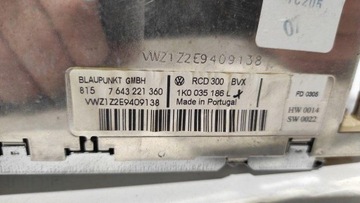 VWZ1Z2E9409138
BLAUPUNKT GMBH
815 7 643 221 360
VWZ1Z2E9409138
RCD 300 BVX
1K0 035 186 L
Made in Portugal
FD 0305
HW 0014
SW 0022